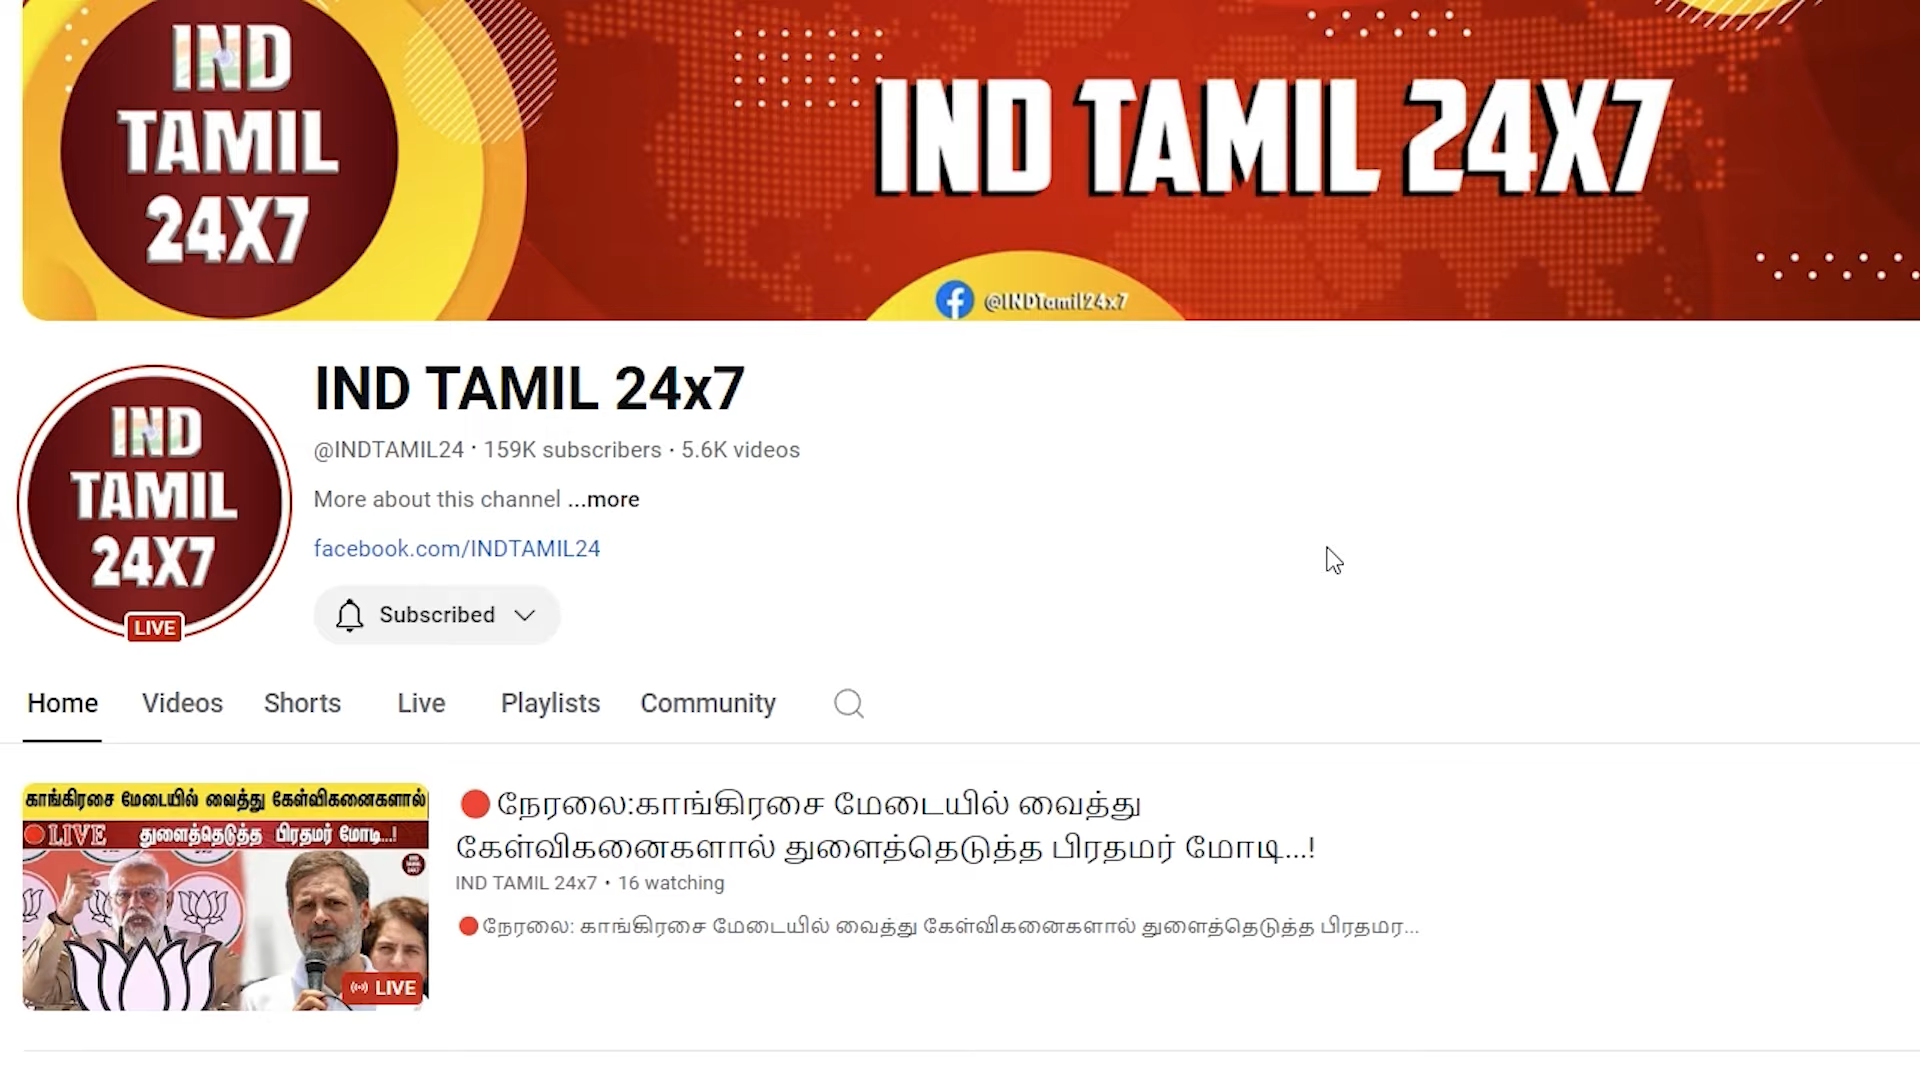 IND
TAMIL
24X7
IND TAMIL 24X7
@INDTamil24x7
IND
TAMIL
24X7
LIVE
IND TAMIL 24x7
@INDTAMIL24 · 159K subscribers · 5.6K videos
More about this channel ...more
facebook.com/INDTAMIL24
Subscribed
Home Videos Shorts Live Playlists Community
காங்கிரசை மேடையில் வைத்து கேள்விகனைகளால்
LIVE துளைத்தெடுத்த பிரதமர் மோடி...!
LIVE
🔴நேரலை:காங்கிரசை மேடையில் வைத்து
கேள்விகனைகளால் துளைத்தெடுத்த பிரதமர் மோடி...!
IND TAMIL 24x7 • 16 watching
🔴நேரலை: காங்கிரசை மேடையில் வைத்து கேள்விகனைகளால் துளைத்தெடுத்த பிரதமர...